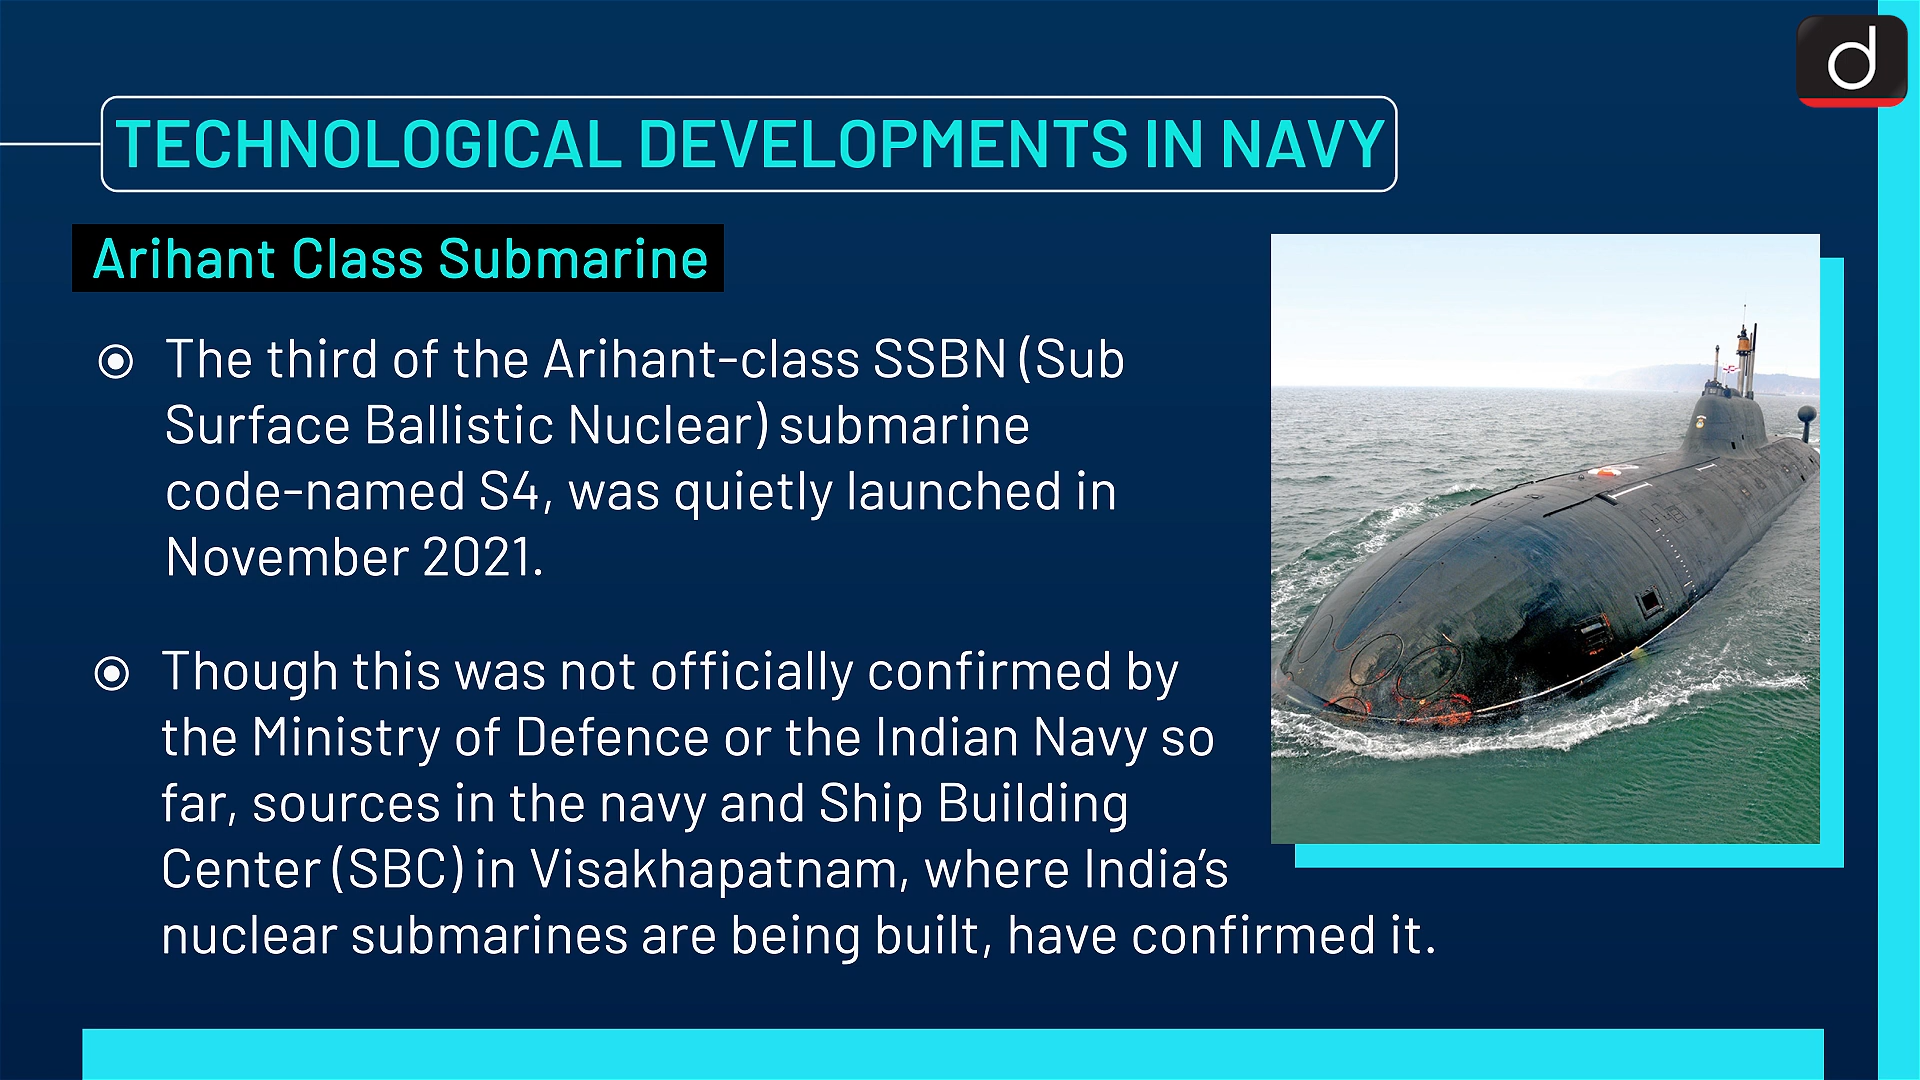 d
TECHNOLOGICAL DEVELOPMENTS IN NAVY
Arihant Class Submarine
The third of the Arihant-class SSBN (Sub
Surface Ballistic Nuclear) submarine
code-named S4, was quietly launched in
November 2021.
Though this was not officially confirmed by
the Ministry of Defence or the Indian Navy so
far, sources in the navy and Ship Building
Center (SBC) in Visakhapatnam, where India’s
nuclear submarines are being built, have confirmed it.